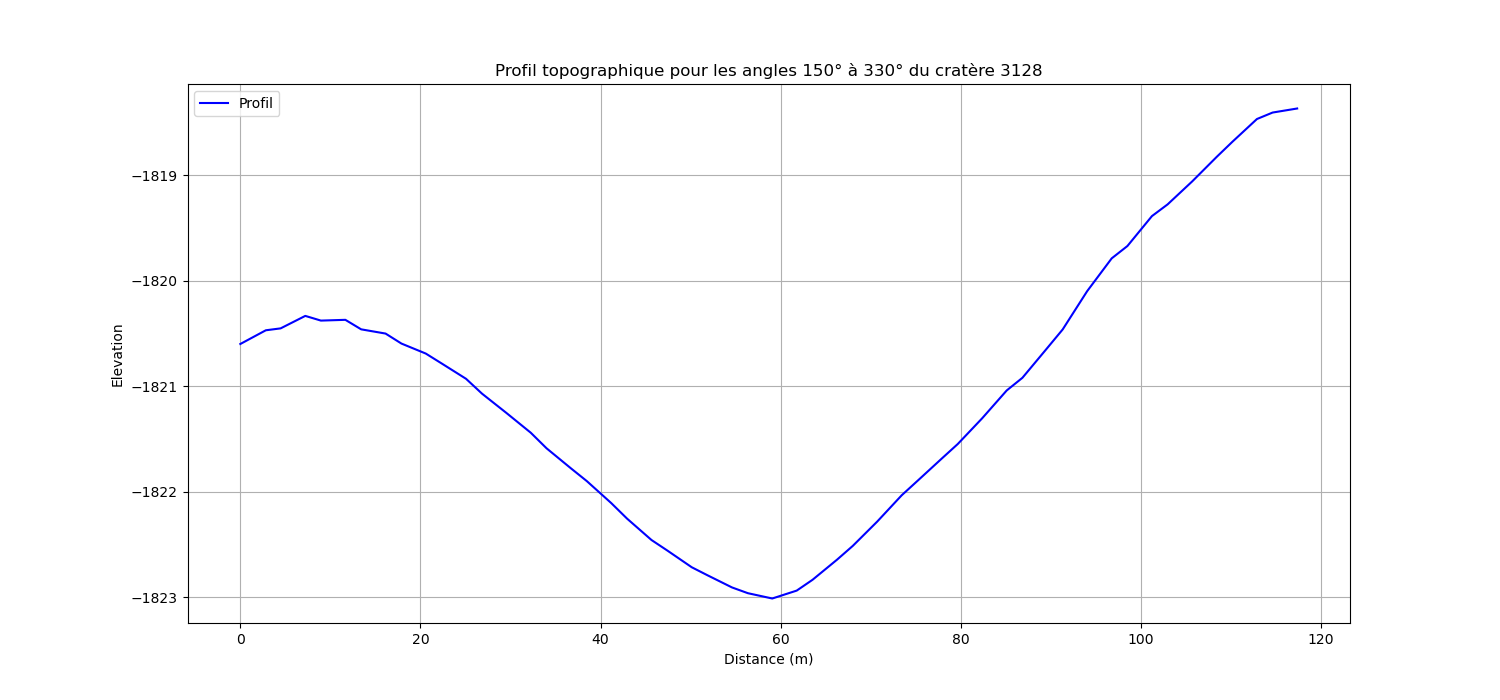 Profil topographique pour les angles 150° à 330° du cratère 3128
Profil
−1819
−1820
−1821
−1822
−1823
Elevation
0 20 40 60 80 100 120
Distance (m)